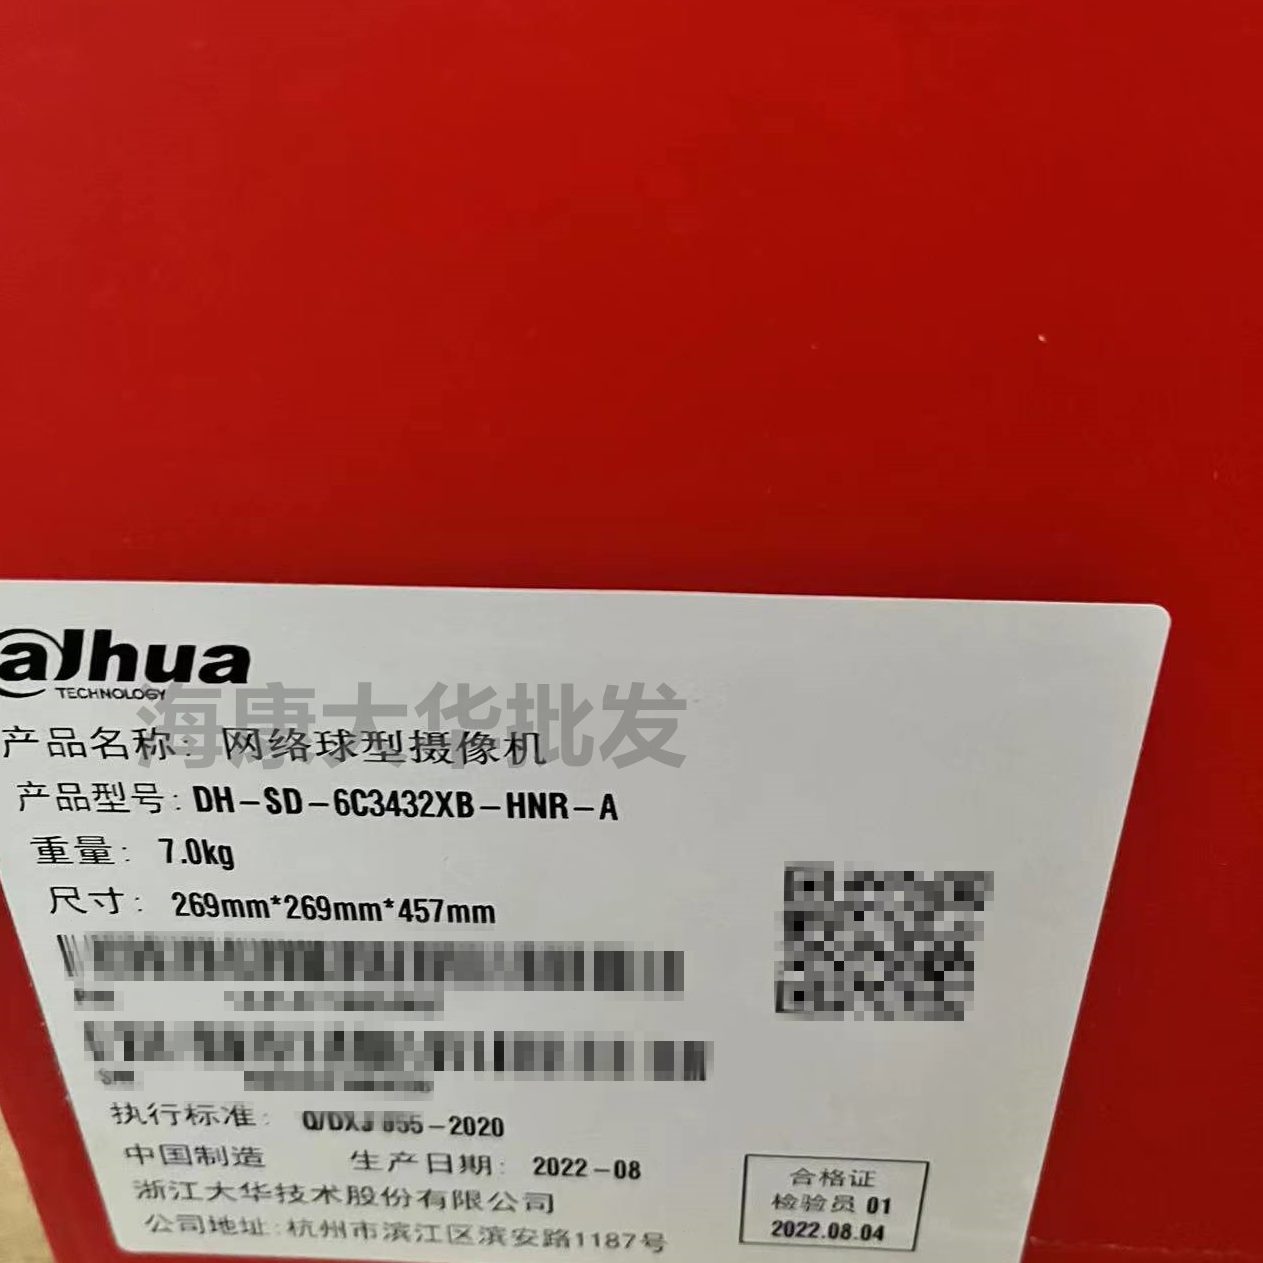 alhua
TECHNOLOGY
海康大华批发
产品名称: 网络球型摄像机
产品型号: DH-SD-6C3432XB-HNR-A
重量: 7.0kg
尺寸: 269mm*269mm*457mm
执行标准: Q/DXJ 055-2020
中国制造 生产日期: 2022-08
浙江大华技术股份有限公司
公司地址: 杭州市滨江区滨安路1187号
合格证
检验员 01
2022.08.04